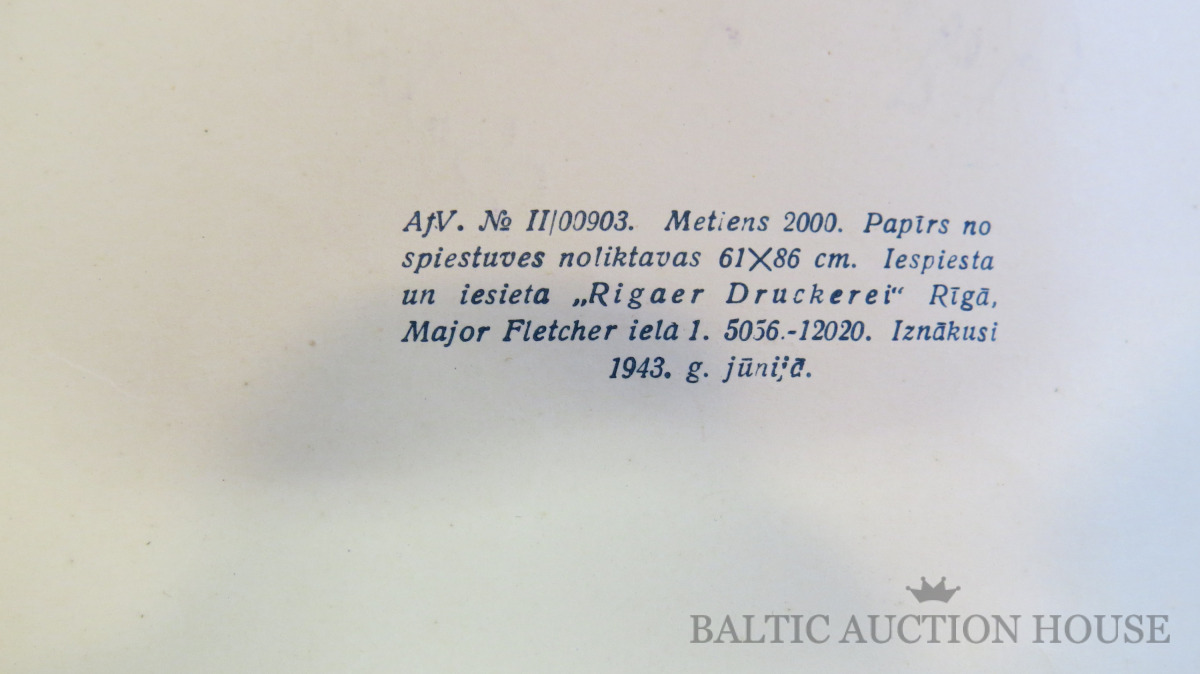 AfV. № II/00903. Metiens 2000. Papīrs no
spiestuves noliktavas 61×86 cm. Iespiesta
un iesieta „Rigaer Druckerei“ Rīgā,
Major Fletcher ielā 1. 5036.-12020. Iznākusi
1943. g. jūnijā.
BALTIC AUCTION HOUSE